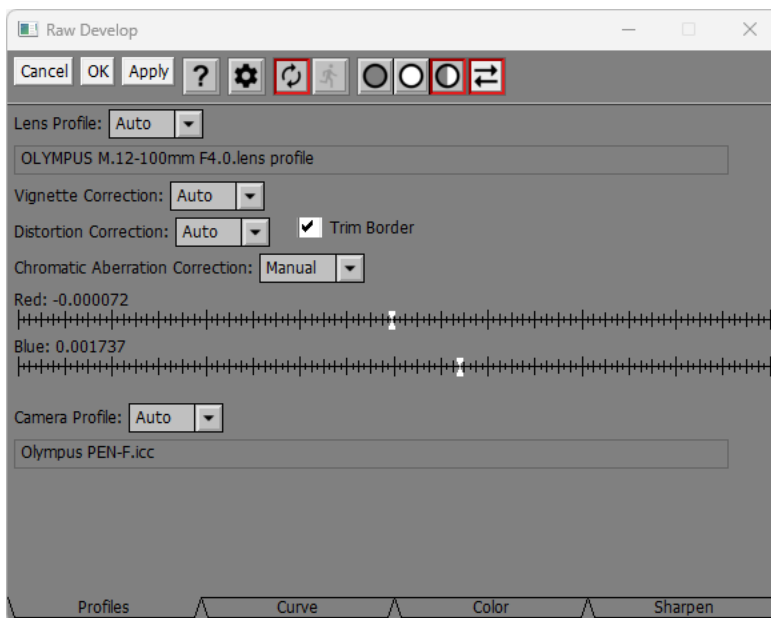 Raw Develop
Cancel OK Apply ?
Lens Profile: Auto
OLYMPUS M.12-100mm F4.0.lens profile
Vignette Correction: Auto
Distortion Correction: Auto Trim Border
Chromatic Aberration Correction: Manual
Red: -0.000072
Blue: 0.001737
Camera Profile: Auto
Olympus PEN-F.icc
Profiles Curve Color Sharpen